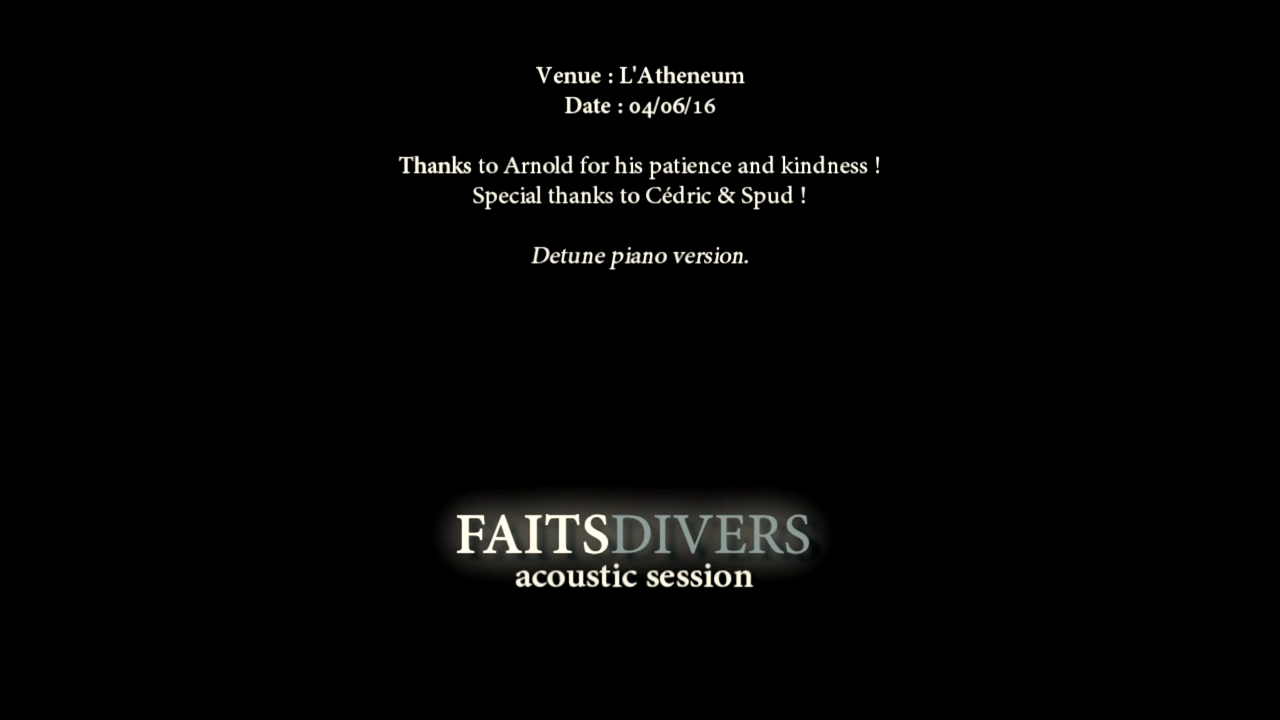 Venue : L'Atheneum
Date : 04/06/16
Thanks to Arnold for his patience and kindness !
Special thanks to Cédric & Spud !
Detune piano version.
FAITSDIVERS
acoustic session